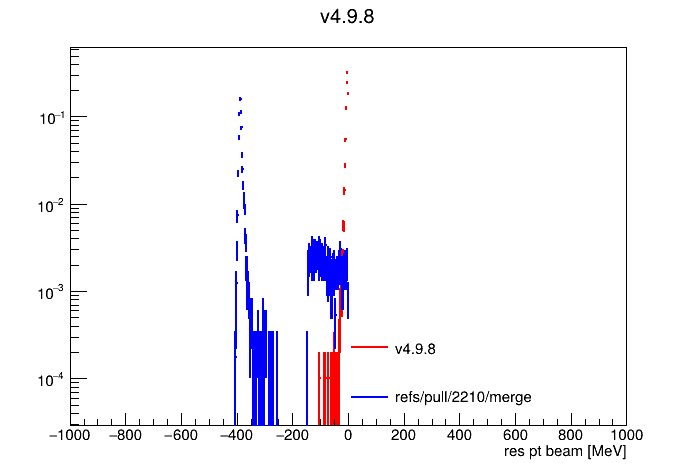 v4.9.8
10⁻¹
10⁻²
10⁻³
10⁻⁴
v4.9.8
refs/pull/2210/merge
−1000 −800 −600 −400 −200 0 200 400 600 800 1000
res pt beam [MeV]